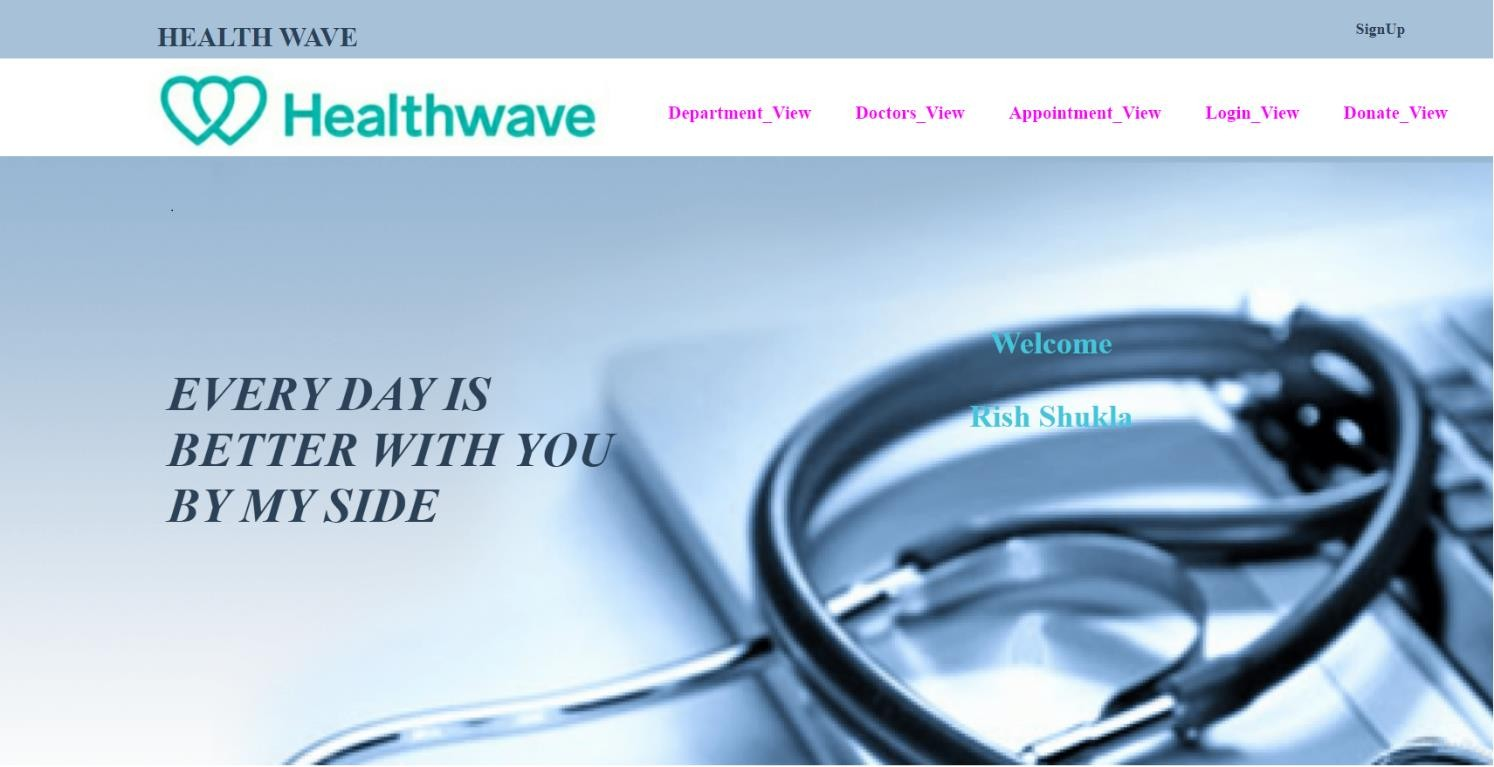 HEALTH WAVE
SignUp
Healthwave
Department_View Doctors_View Appointment_View Login_View Donate_View
.
Welcome
Rish Shukla
EVERY DAY IS
BETTER WITH YOU
BY MY SIDE